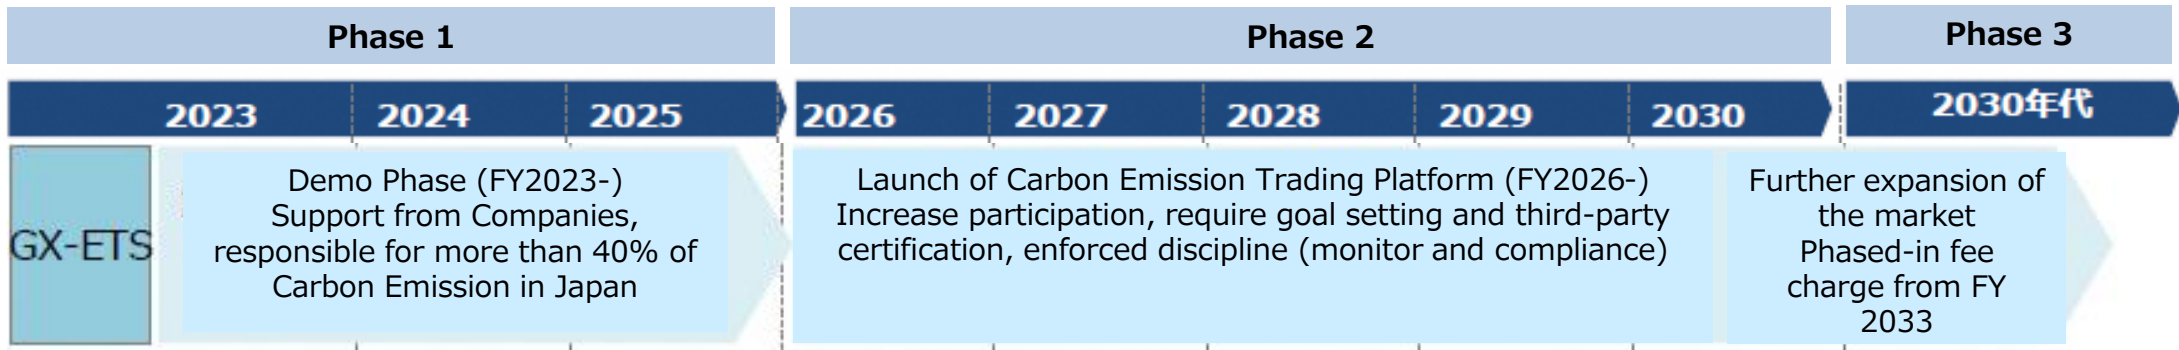 Phase 1
Phase 2
Phase 3
2023
2024
2025
2026
2027
2028
2029
2030
2030年代
GX-ETS
Demo Phase (FY2023-)
Support from Companies,
responsible for more than 40% of
Carbon Emission in Japan
Launch of Carbon Emission Trading Platform (FY2026-)
Increase participation, require goal setting and third-party
certification, enforced discipline (monitor and compliance)
Further expansion of
the market
Phased-in fee
charge from FY
2033